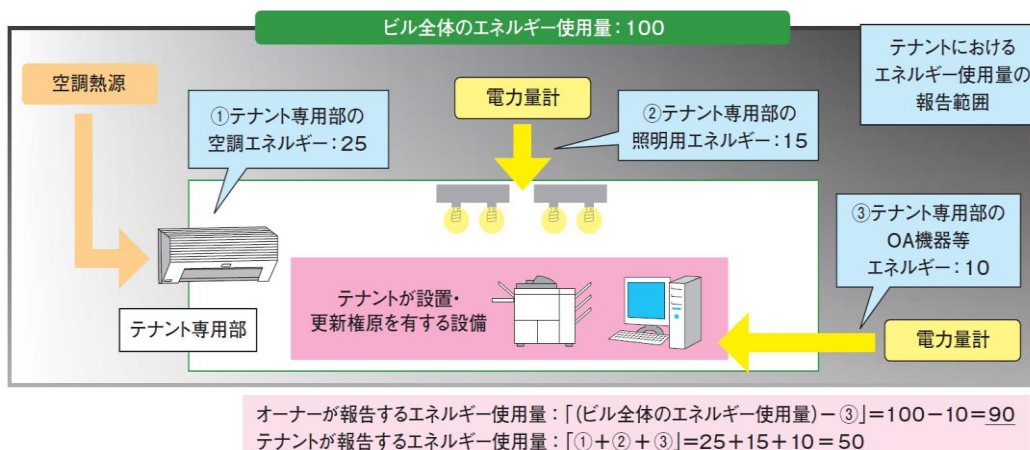 ビル全体のエネルギー使用量：100
テナントにおける
エネルギー使用量の
報告範囲
空調熱源
①テナント専用部の
空調エネルギー：25
電力量計
②テナント専用部の
照明用エネルギー：15
③テナント専用部の
OA機器等
エネルギー：10
テナントが設置・
更新権原を有する設備
テナント専用部
電力量計
オーナーが報告するエネルギー使用量：「（ビル全体のエネルギー使用量）－③」＝100－10＝90
テナントが報告するエネルギー使用量：「①＋②＋③」＝25＋15＋10＝50